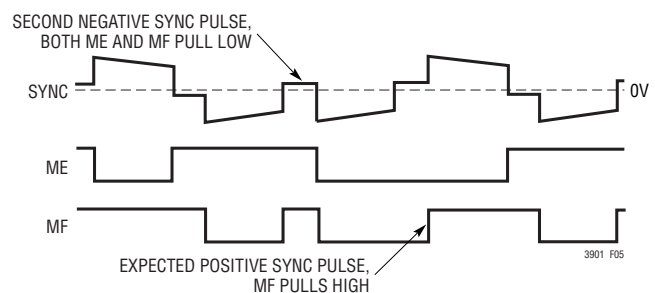 SECOND NEGATIVE SYNC PULSE,
BOTH ME AND MF PULL LOW
SYNC
0V
ME
MF
3901 F05
EXPECTED POSITIVE SYNC PULSE,
MF PULLS HIGH